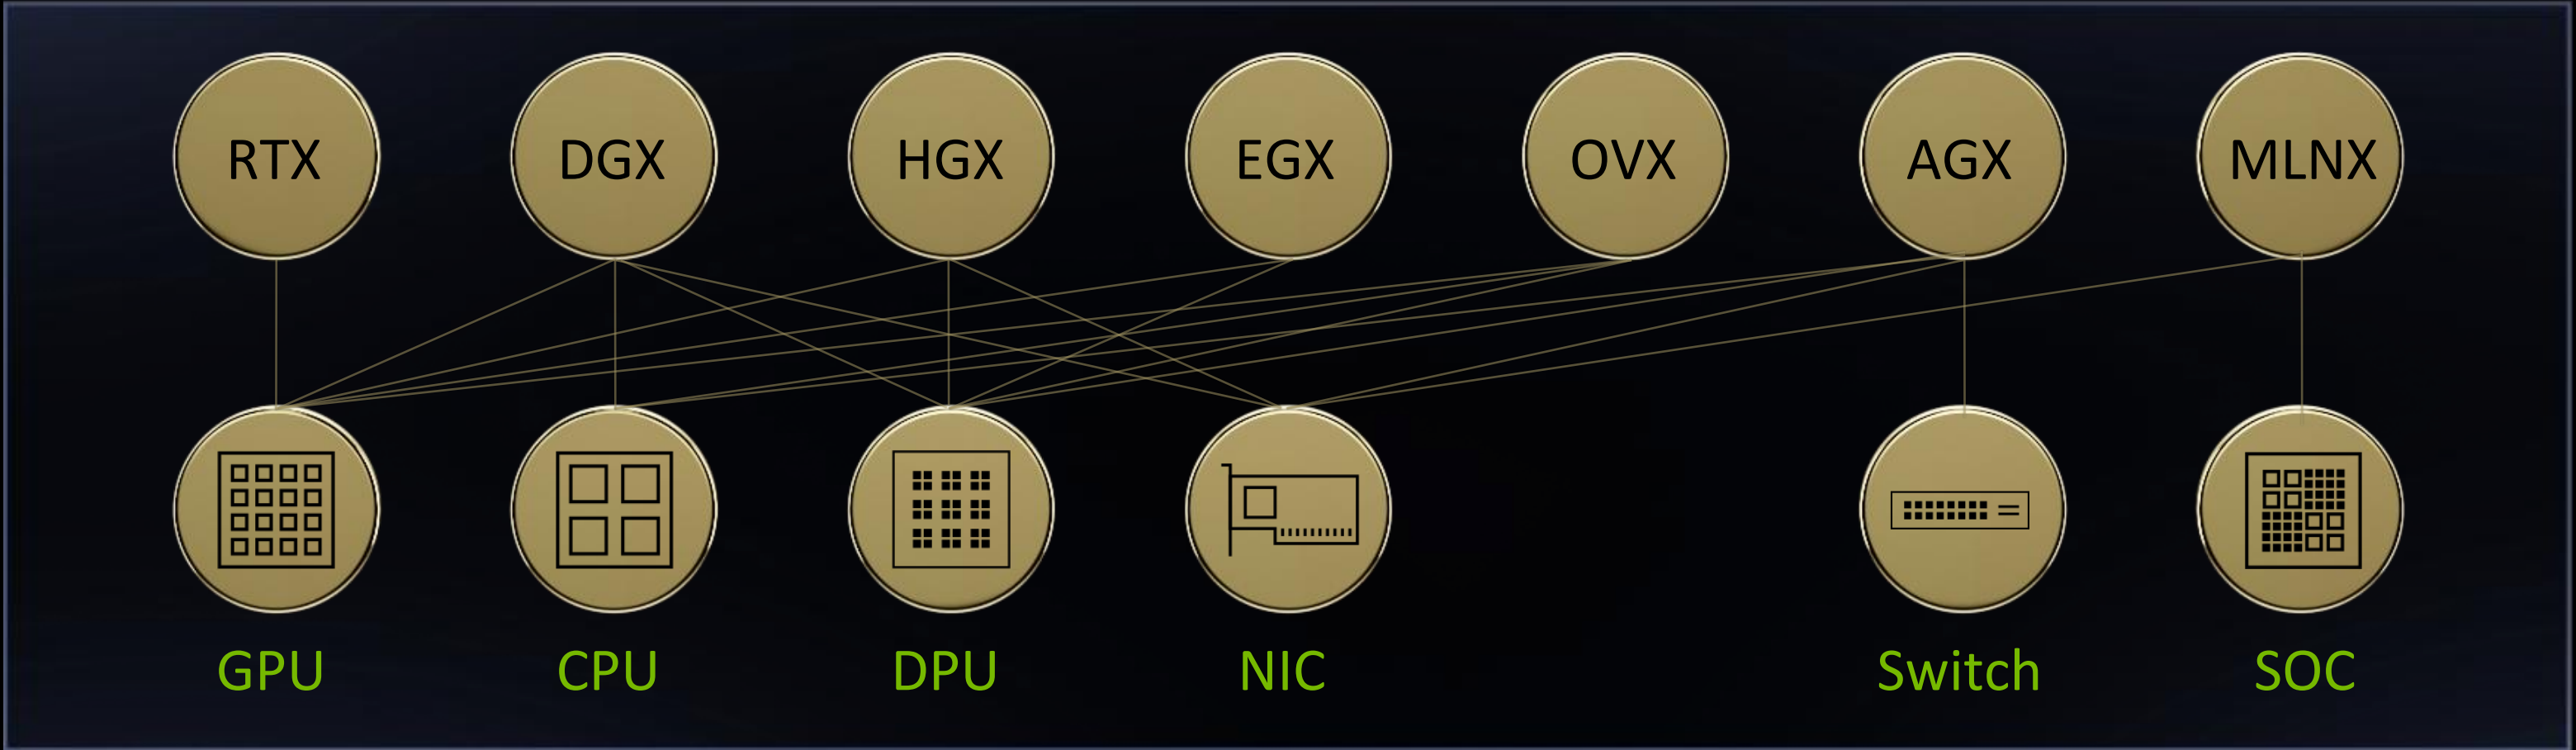 RTX DGX HGX EGX OVX AGX MLNX
GPU CPU DPU NIC Switch SOC